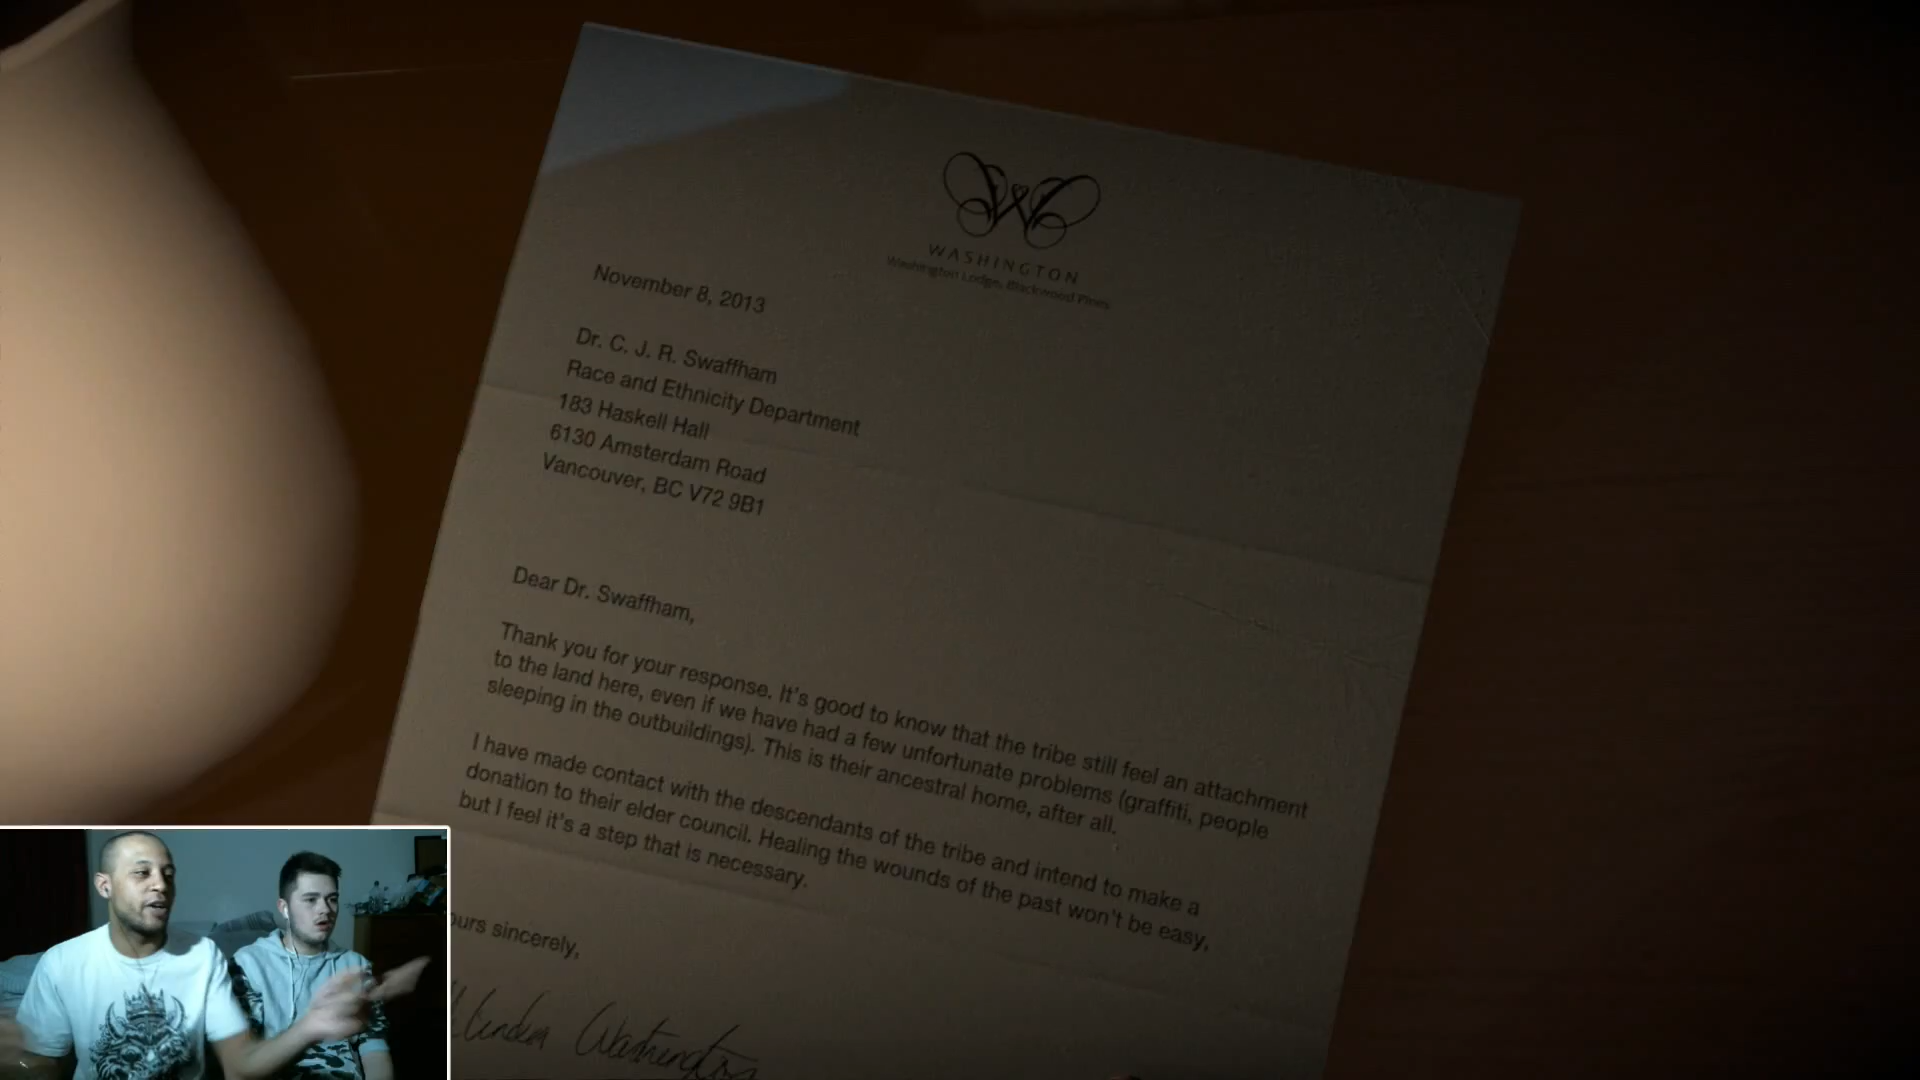 W
WASHINGTON
Washington Lodge, Blackwood Pines
November 8, 2013
Dr. C. J. R. Swaffham
Race and Ethnicity Department
183 Haskell Hall
6130 Amsterdam Road
Vancouver, BC V72 9B1
Dear Dr. Swaffham,
Thank you for your response. It's good to know that the tribe still feel an attachment
to the land here, even if we have had a few unfortunate problems (graffiti, people
sleeping in the outbuildings). This is their ancestral home, after all.
I have made contact with the descendants of the tribe and intend to make a
donation to their elder council. Healing the wounds of the past won't be easy,
but I feel it's a step that is necessary.
ours sincerely,
Washington